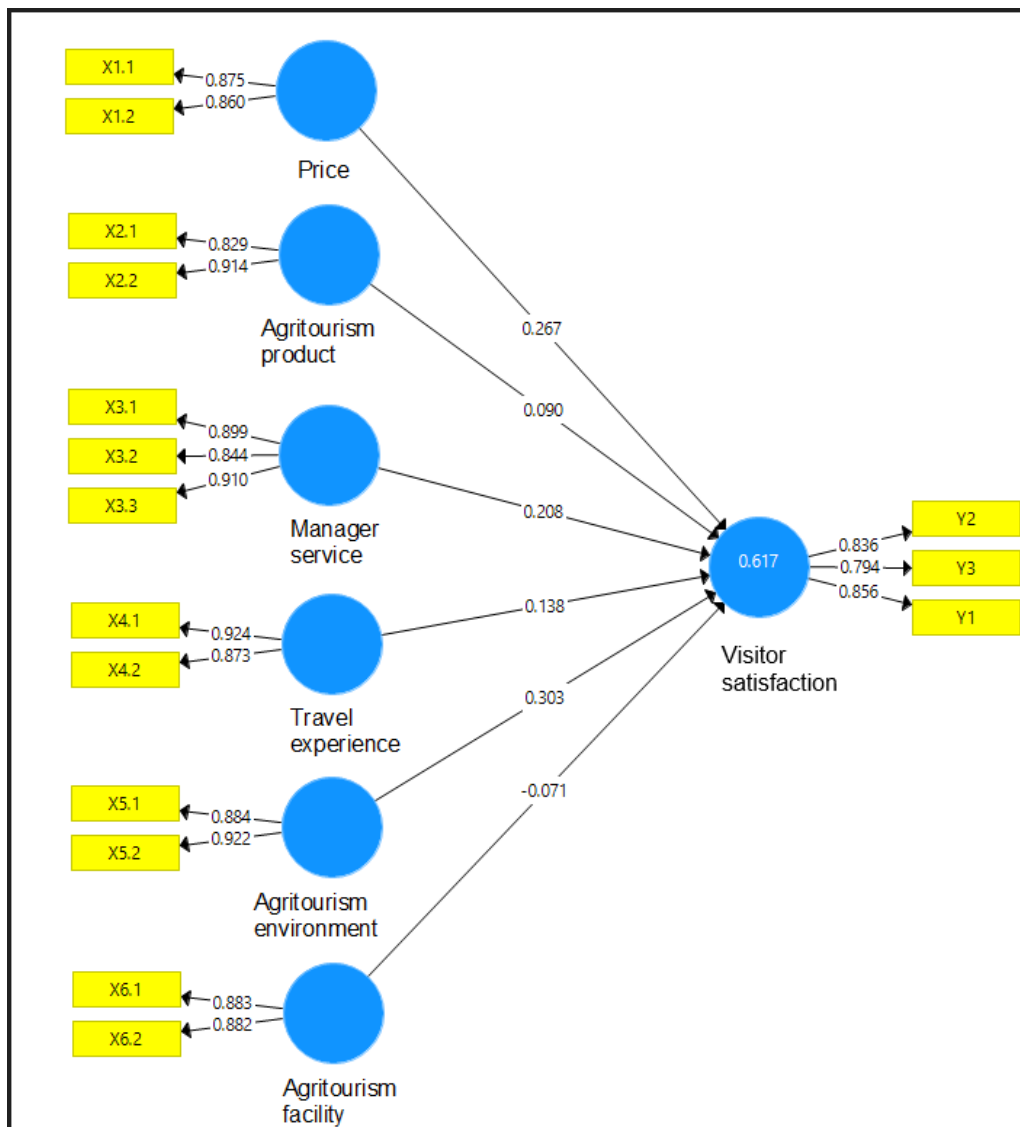 X1.1
0.875
X1.2
0.860
Price
X2.1
0.829
X2.2
0.914
Agritourism
product
0.267
0.090
X3.1
0.899
X3.2
0.844
X3.3
0.910
Manager
service
0.208
X4.1
0.924
X4.2
0.873
Travel
experience
0.138
0.617
Visitor
satisfaction
0.836
Y2
0.794
Y3
0.856
Y1
0.303
X5.1
0.884
X5.2
0.922
Agritourism
environment
-0.071
X6.1
0.883
X6.2
0.882
Agritourism
facility